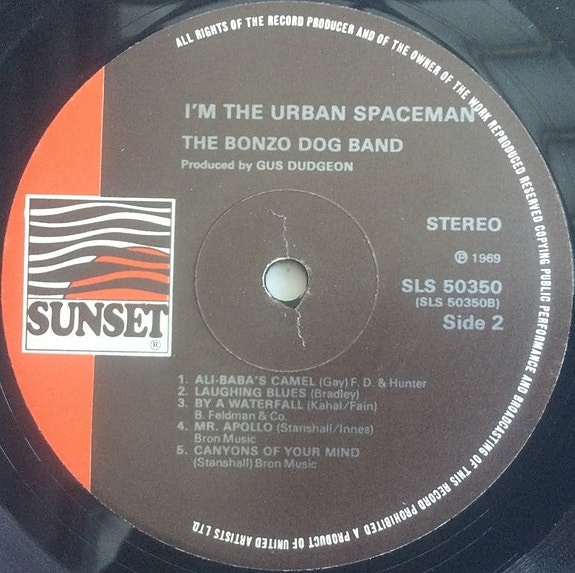 ALL RIGHTS OF THE RECORD PRODUCER AND OF THE OWNER OF THE WORK REPRODUCED RESERVED COPYING PUBLIC PERFORMANCE AND BROADCASTING OF THIS RECORD PROHIBITED A PRODUCT OF UNITED ARTISTS LTD.
I'M THE URBAN SPACEMAN
THE BONZO DOG BAND
Produced by GUS DUDGEON
STEREO
℗ 1969
SLS 50350
(SLS 50350B)
Side 2
SUNSET®
1. ALI-BABA'S CAMEL (Gay) F. D. & Hunter
2. LAUGHING BLUES (Bradley)
3. BY A WATERFALL (Kahal/Fain)
B. Feldman & Co.
4. MR. APOLLO (Stanshall/Innes)
Bron Music
5. CANYONS OF YOUR MIND
(Stanshall) Bron Music